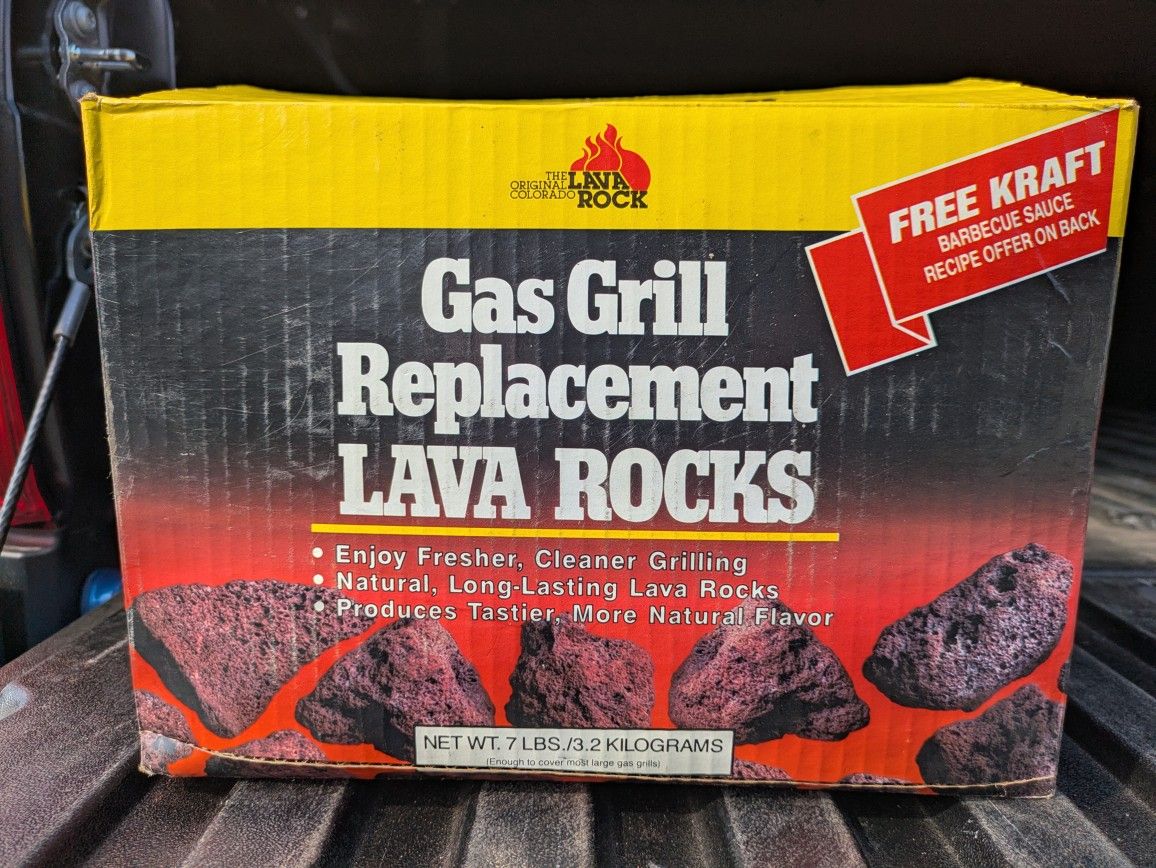 THE
ORIGINAL
COLORADO
LAVA
ROCK
FREE KRAFT
BARBECUE SAUCE
RECIPE OFFER ON BACK
Gas Grill
Replacement
LAVA ROCKS
• Enjoy Fresher, Cleaner Grilling
• Natural, Long-Lasting Lava Rocks
• Produces Tastier, More Natural Flavor
NET WT. 7 LBS./3.2 KILOGRAMS
(Enough to cover most large gas grills)